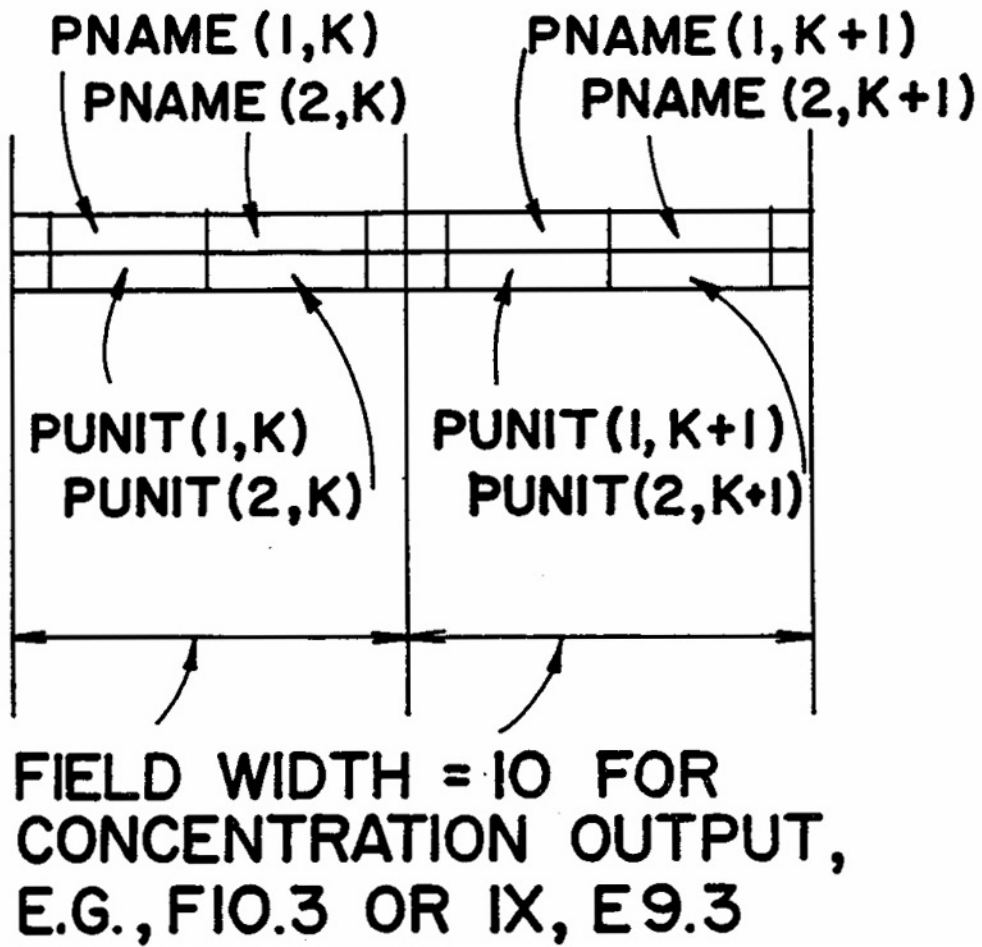 PNAME(1,K)
PNAME(2,K)
PNAME(1,K+1)
PNAME(2,K+1)
PUNIT(1,K)
PUNIT(2,K)
PUNIT(1,K+1)
PUNIT(2,K+1)
FIELD WIDTH = 10 FOR
CONCENTRATION OUTPUT,
E.G., F10.3 OR 1X, E9.3